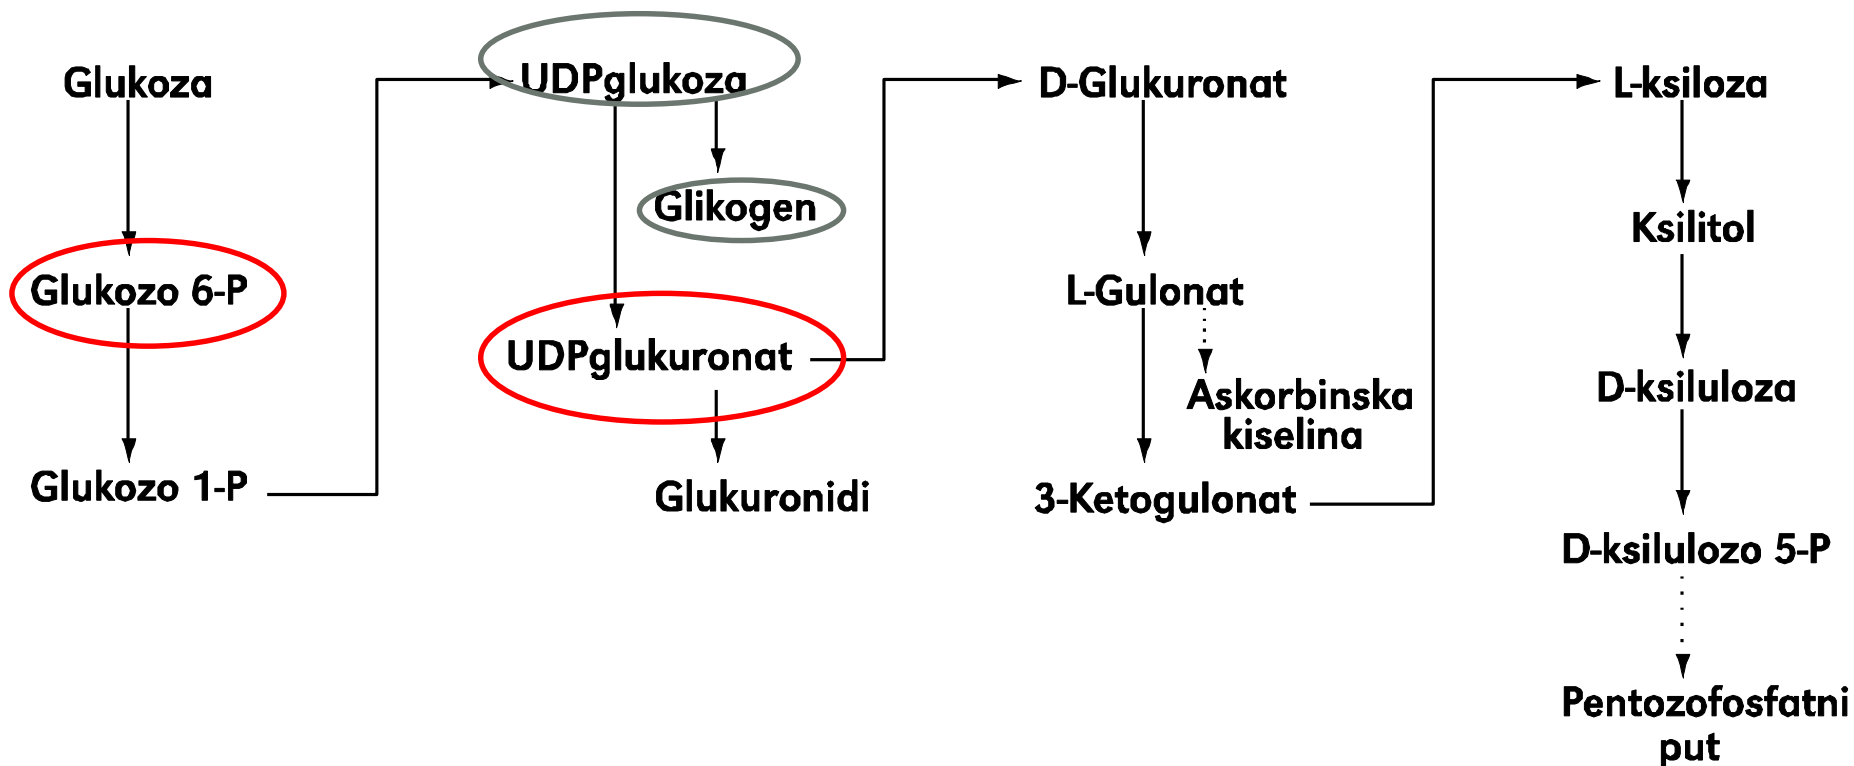 Glukoza
Glukozo 6-P
Glukozo 1-P
UDPglukoza
Glikogen
UDPglukuronat
Glukuronidi
D-Glukuronat
L-Gulonat
Askorbinska
kiselina
3-Ketogulonat
L-ksiloza
Ksilitol
D-ksiluloza
D-ksilulozo 5-P
Pentozofosfatni
put